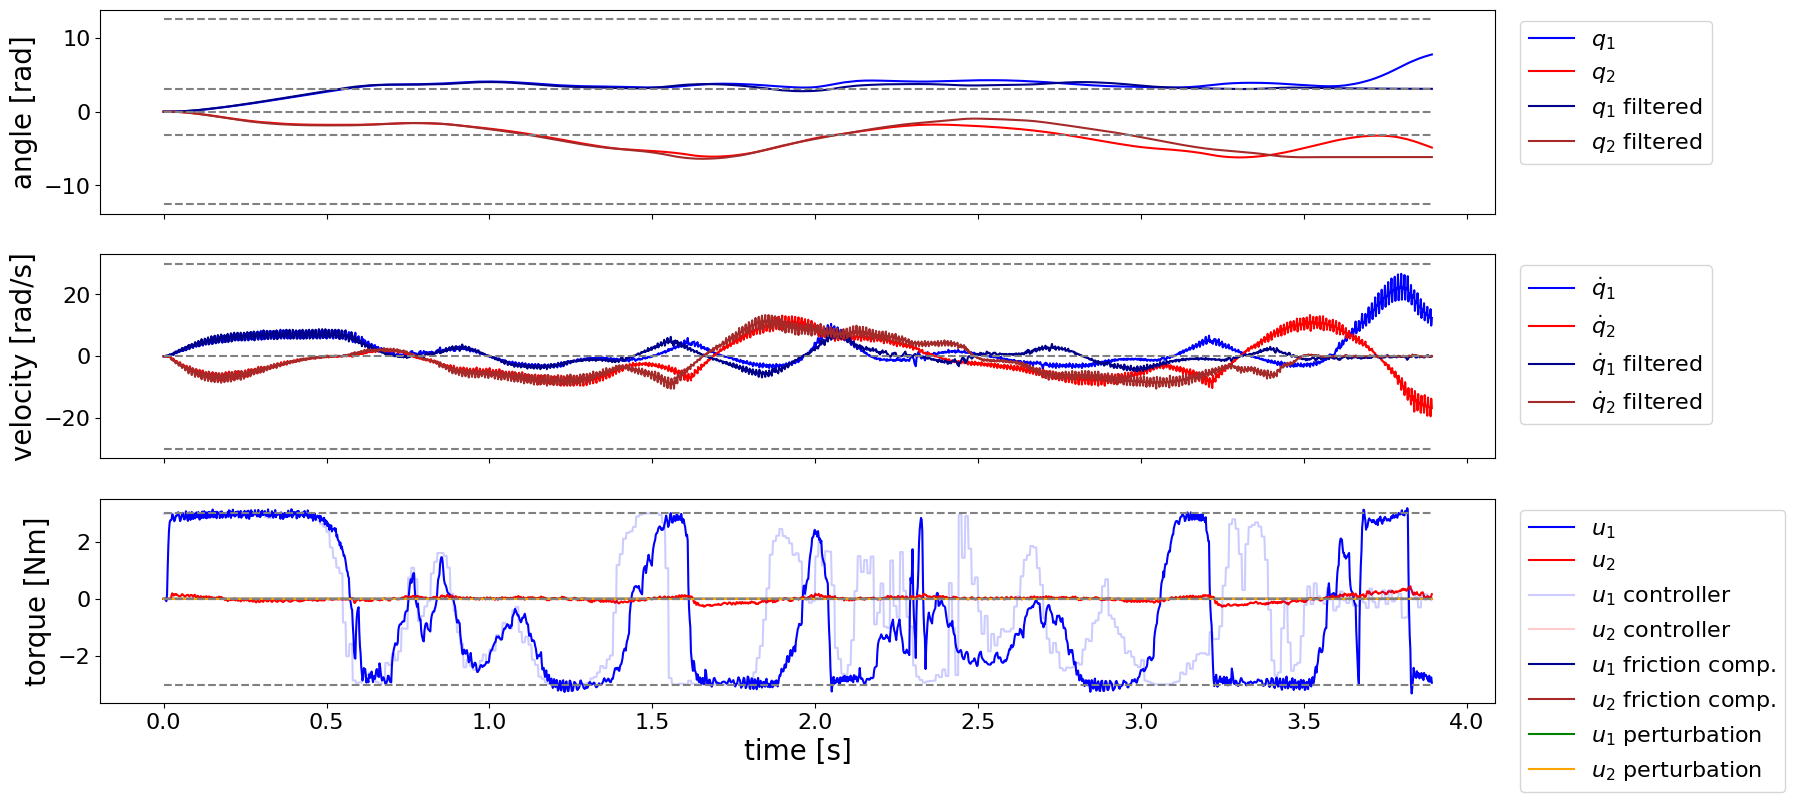 angle [rad]
10
0
−10
q₁
q₂
q₁ filtered
q₂ filtered
velocity [rad/s]
20
0
−20
q̇₁
q̇₂
q̇₁ filtered
q̇₂ filtered
torque [Nm]
2
0
−2
0.0 0.5 1.0 1.5 2.0 2.5 3.0 3.5 4.0
time [s]
u₁
u₂
u₁ controller
u₂ controller
u₁ friction comp.
u₂ friction comp.
u₁ perturbation
u₂ perturbation